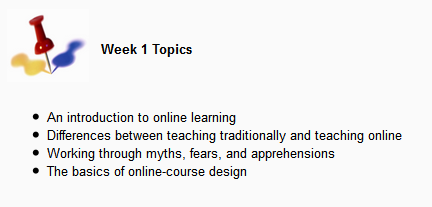 Week 1 Topics
An introduction to online learning
Differences between teaching traditionally and teaching online
Working through myths, fears, and apprehensions
The basics of online-course design